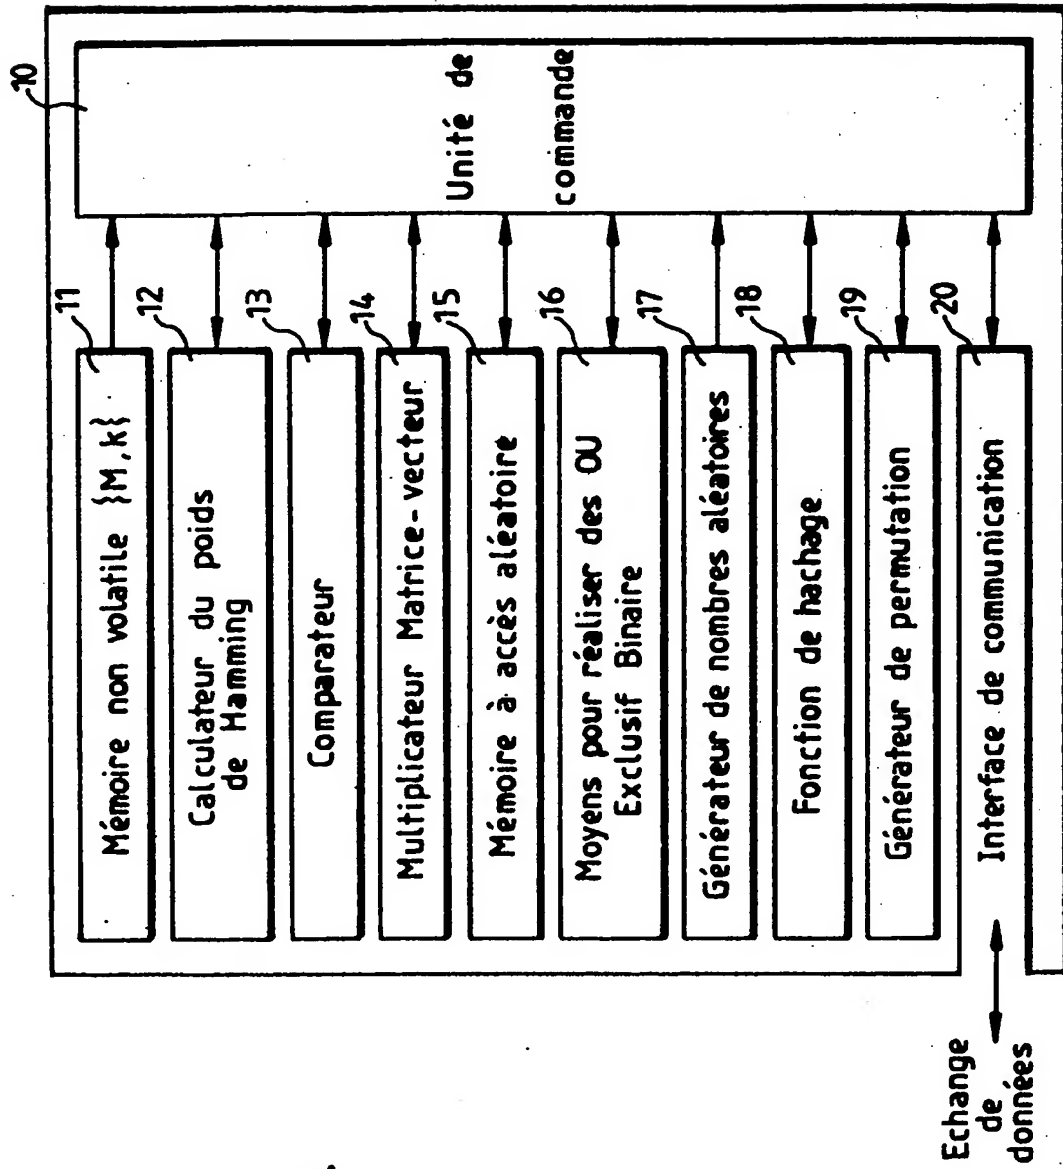 10
Unité de
commande
11
Mémoire non volatile }M,k{
12
Calculateur du poids
de Hamming
13
Comparateur
14
Multiplicateur Matrice-vecteur
15
Mémoire à accès aléatoire
16
Moyens pour réaliser des OU
Exclusif Binaire
17
Générateur de nombres aléatoires
18
Fonction de hachage
19
Générateur de permutation
20
Interface de communication
Echange
de
données